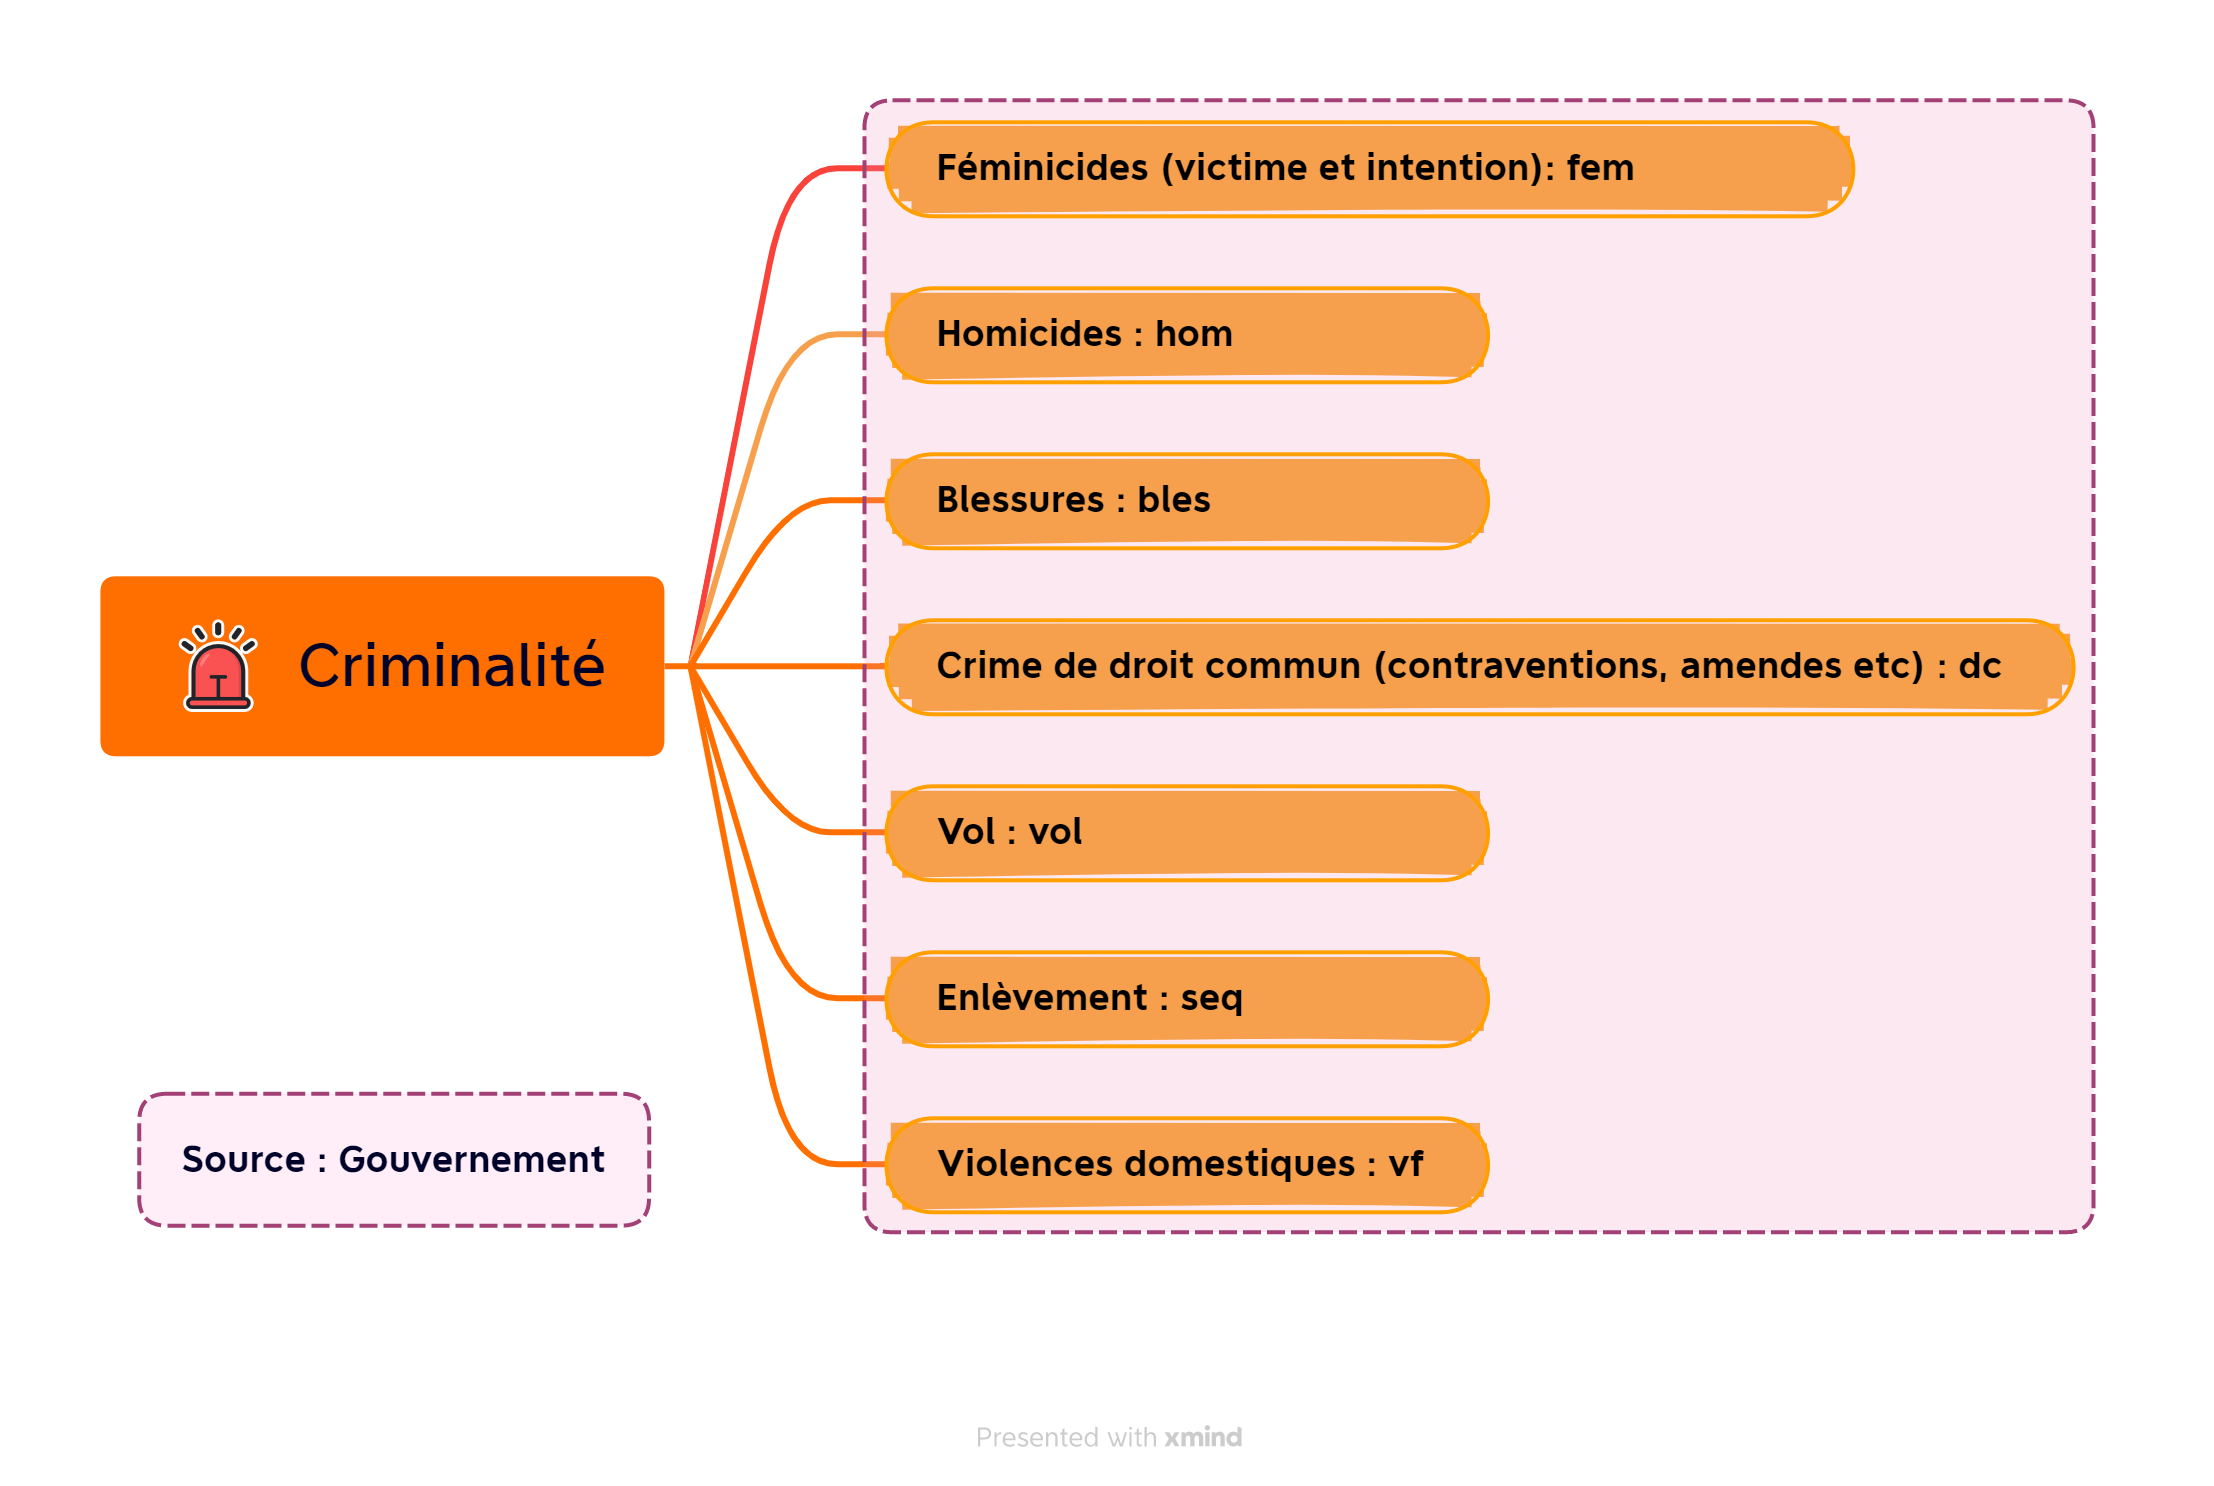 Féminicides (victime et intention): fem
Homicides : hom
Blessures : bles
Criminalité
Crime de droit commun (contraventions, amendes etc) : dc
Vol : vol
Enlèvement : seq
Violences domestiques : vf
Source : Gouvernement
Presented with xmind